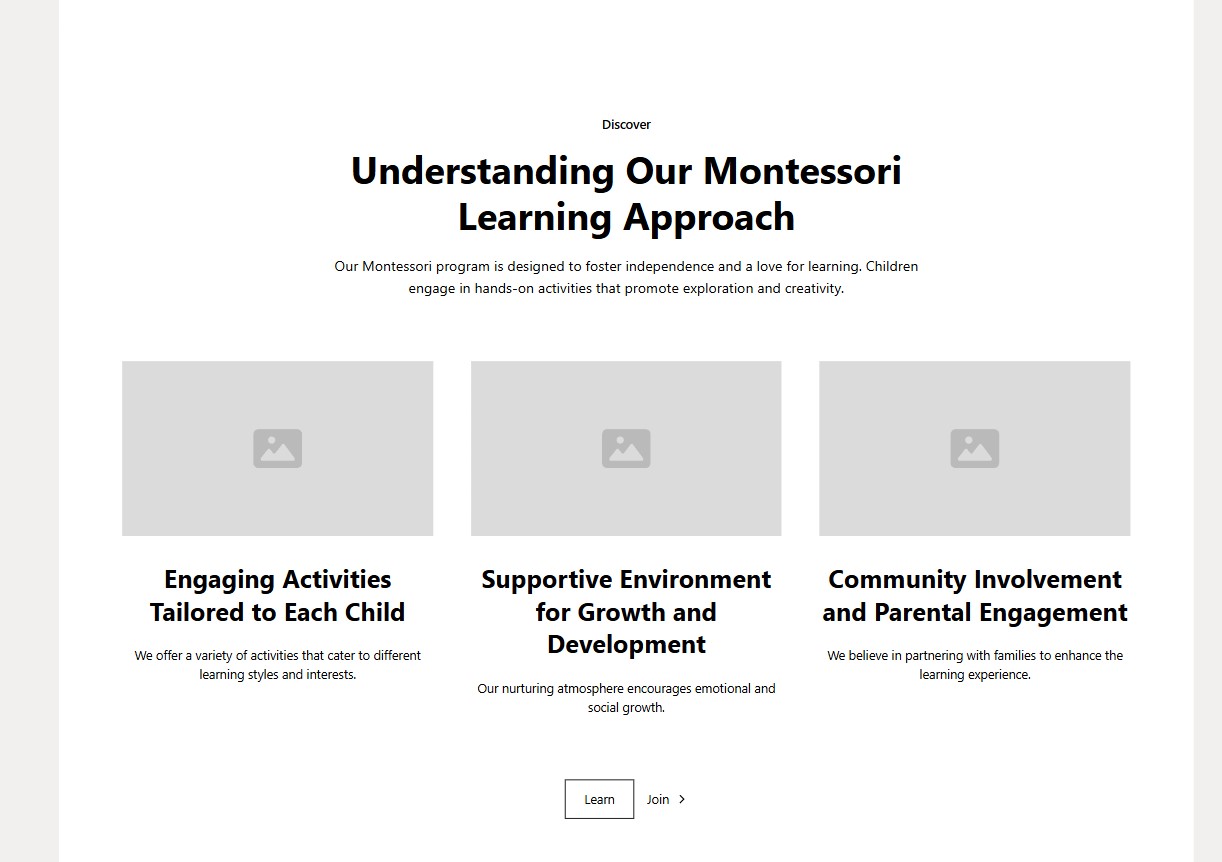 Discover
Understanding Our Montessori
Learning Approach
Our Montessori program is designed to foster independence and a love for learning. Children
engage in hands-on activities that promote exploration and creativity.
Engaging Activities
Tailored to Each Child
We offer a variety of activities that cater to different
learning styles and interests.
Supportive Environment
for Growth and
Development
Our nurturing atmosphere encourages emotional and
social growth.
Community Involvement
and Parental Engagement
We believe in partnering with families to enhance the
learning experience.
Learn
Join